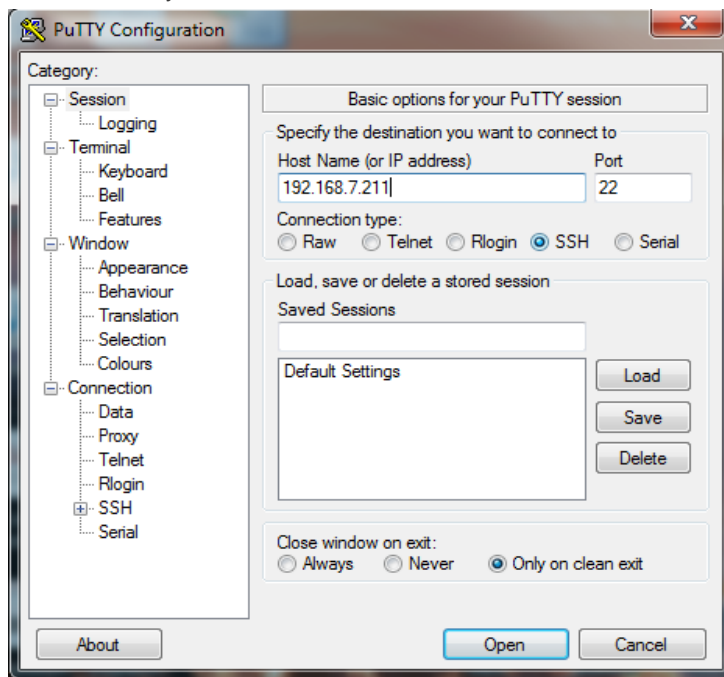 PuTTY Configuration
Category:
Session
Logging
Terminal
Keyboard
Bell
Features
Window
Appearance
Behaviour
Translation
Selection
Colours
Connection
Data
Proxy
Telnet
Rlogin
SSH
Serial
Basic options for your PuTTY session
Specify the destination you want to connect to
Host Name (or IP address) Port
192.168.7.211 22
Connection type:
Raw Telnet Rlogin SSH Serial
Load, save or delete a stored session
Saved Sessions
Default Settings
Load
Save
Delete
Close window on exit:
Always Never Only on clean exit
About Open Cancel